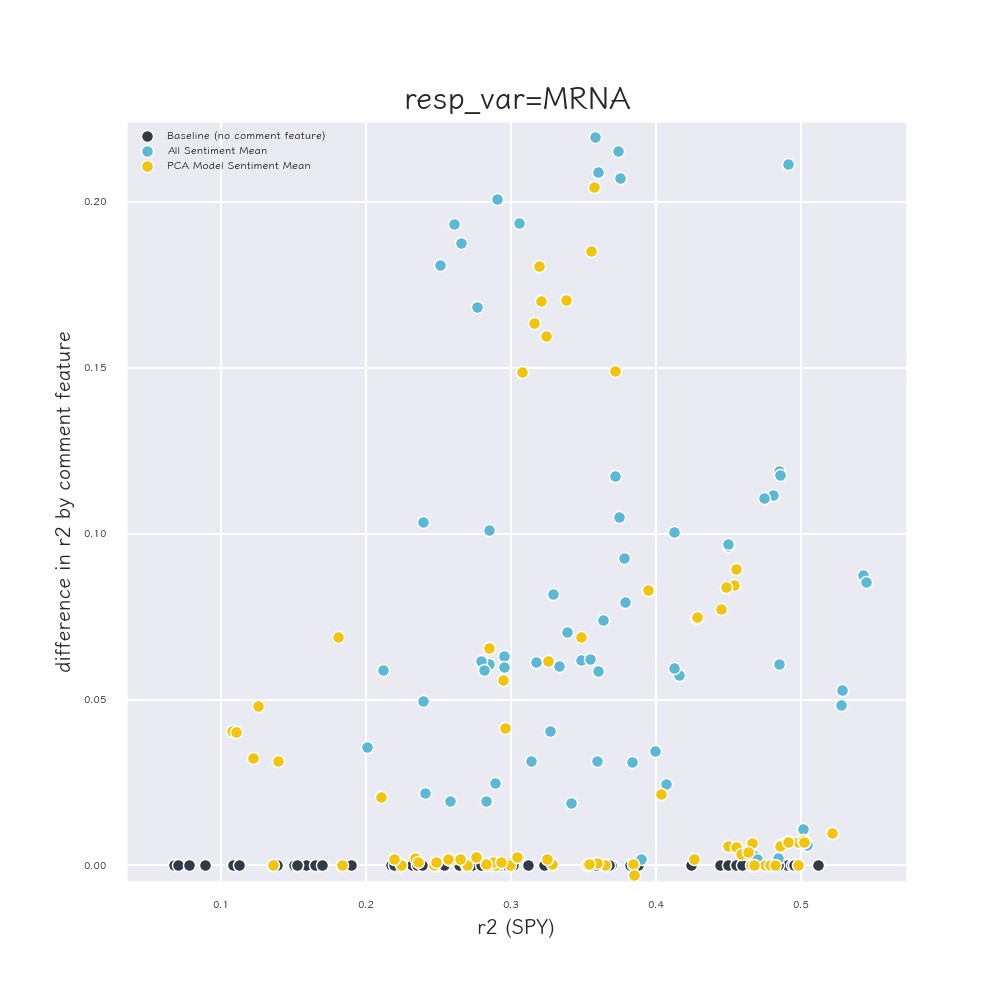 resp_var=MRNA
Baseline (no comment feature)
All Sentiment Mean
PCA Model Sentiment Mean
difference in r2 by comment feature
0.20
0.15
0.10
0.05
0.00
0.1 0.2 0.3 0.4 0.5
r2 (SPY)